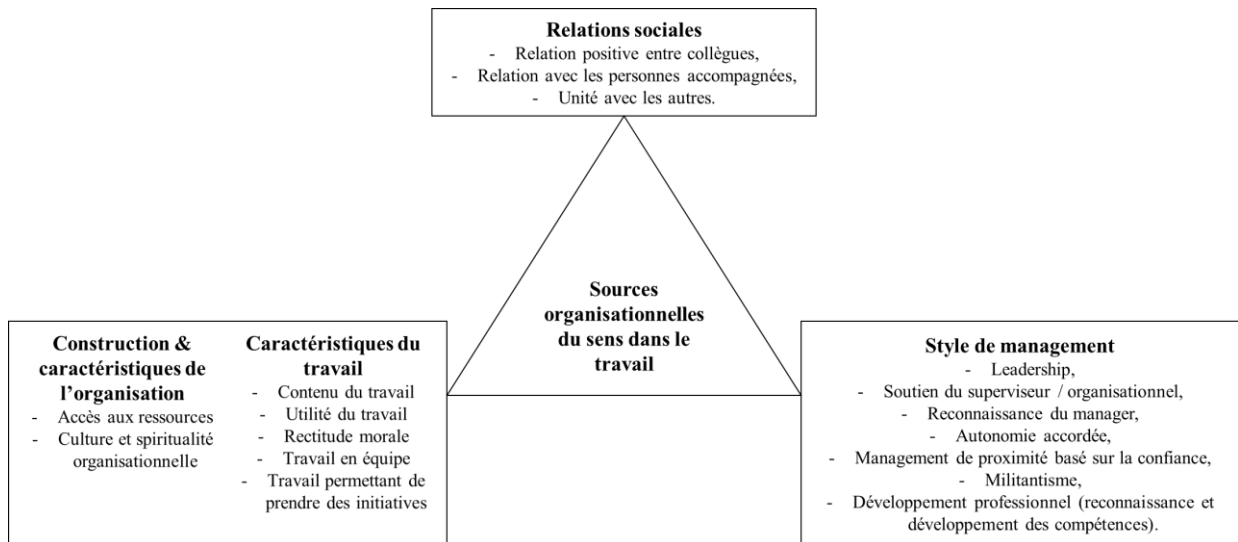 Relations sociales
- Relation positive entre collègues,
- Relation avec les personnes accompagnées,
- Unité avec les autres.
Sources
organisationnelles
du sens dans le
travail
Construction &
caractéristiques de
l’organisation
- Accès aux ressources
- Culture et spiritualité
organisationnelle
Caractéristiques du
travail
- Contenu du travail
- Utilité du travail
- Rectitude morale
- Travail en équipe
- Travail permettant de
prendre des initiatives
Style de management
- Leadership,
- Soutien du superviseur / organisationnel,
- Reconnaissance du manager,
- Autonomie accordée,
- Management de proximité basé sur la confiance,
- Militantisme,
- Développement professionnel (reconnaissance et
développement des compétences).